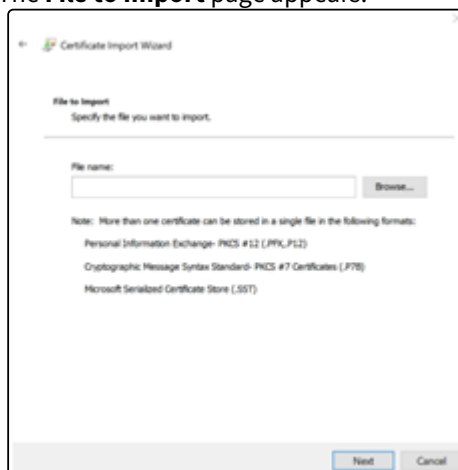 The File to Import page appears.
Certificate Import Wizard
File to Import
Specify the file you want to import.
File name:
Browse...
Note: More than one certificate can be stored in a single file in the following formats:
Personal Information Exchange- PKCS #12 (.PFX,.P12)
Cryptographic Message Syntax Standard- PKCS #7 Certificates (.P7B)
Microsoft Serialized Certificate Store (.SST)
Next Cancel